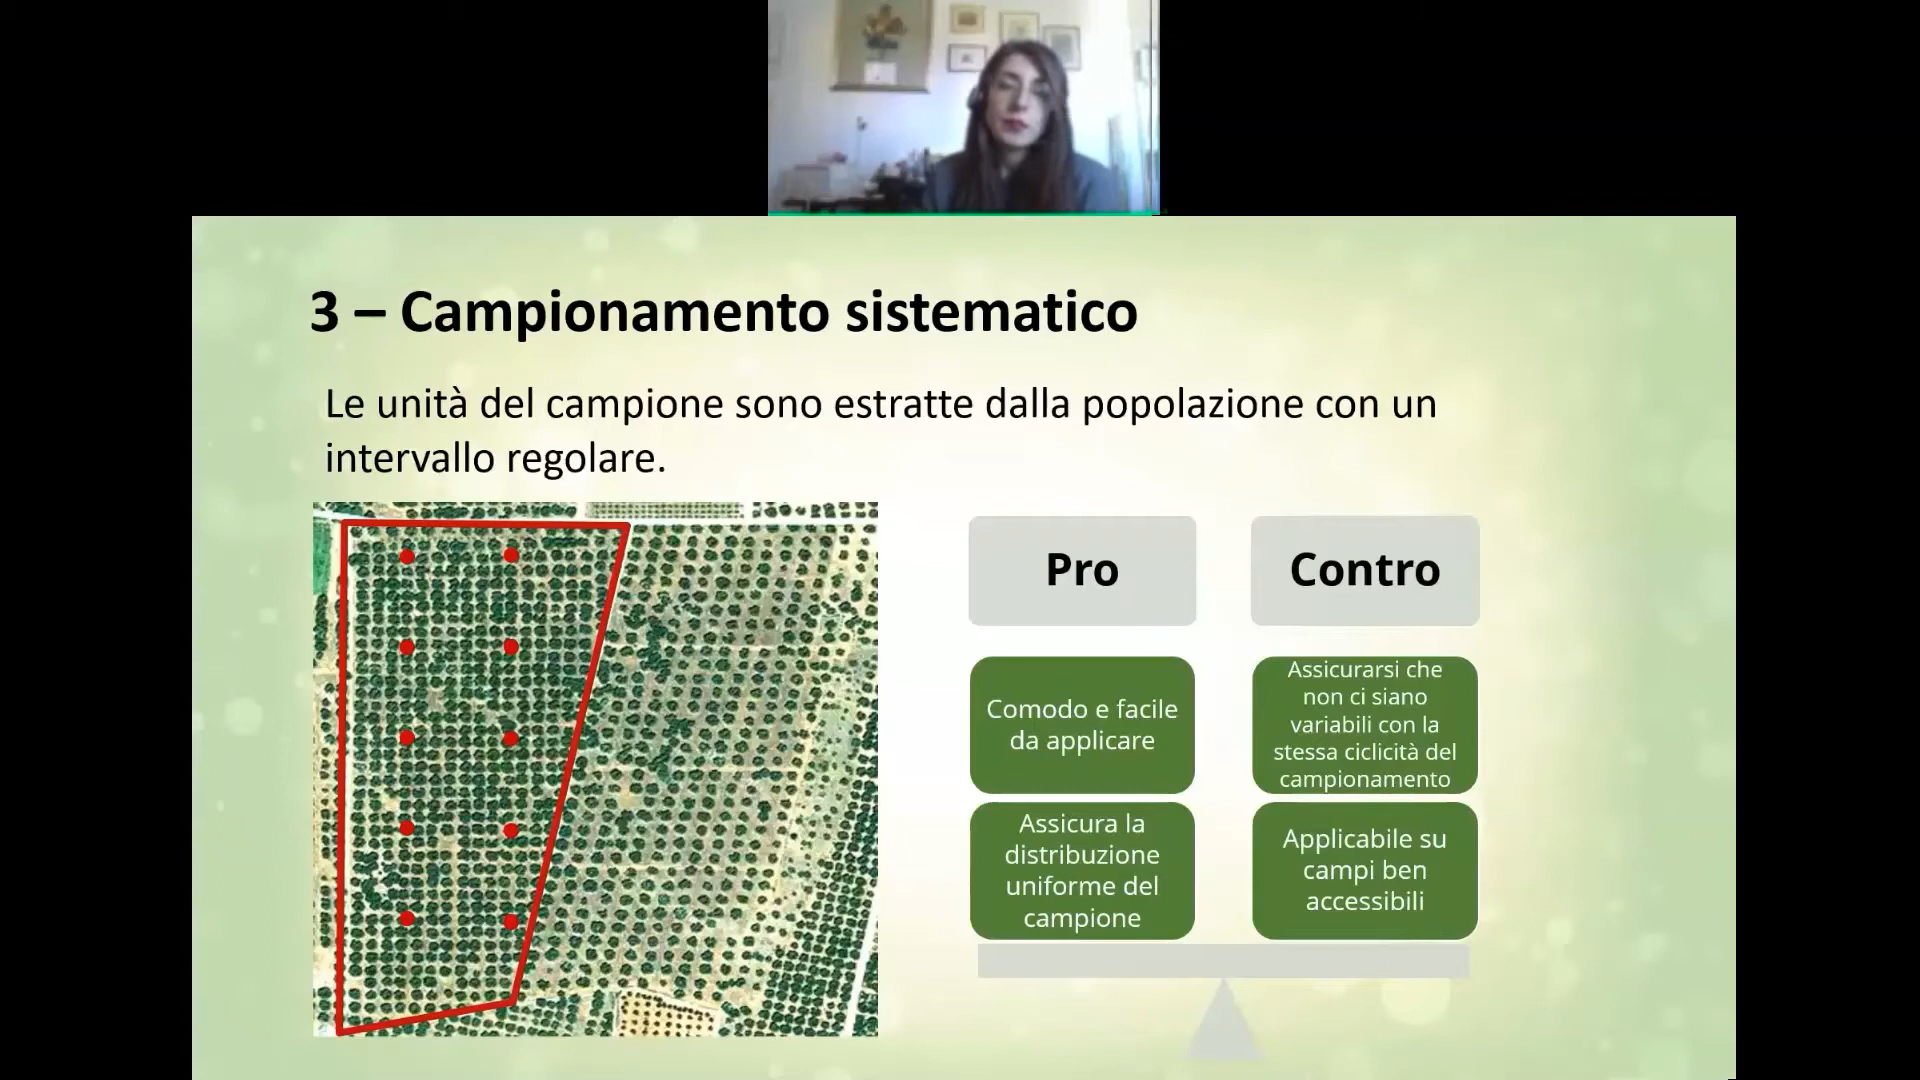 3 – Campionamento sistematico
Le unità del campione sono estratte dalla popolazione con un
intervallo regolare.
Pro
Comodo e facile
da applicare
Assicura la
distribuzione
uniforme del
campione
Contro
Assicurarsi che
non ci siano
variabili con la
stessa ciclicità del
campionamento
Applicabile su
campi ben
accessibili